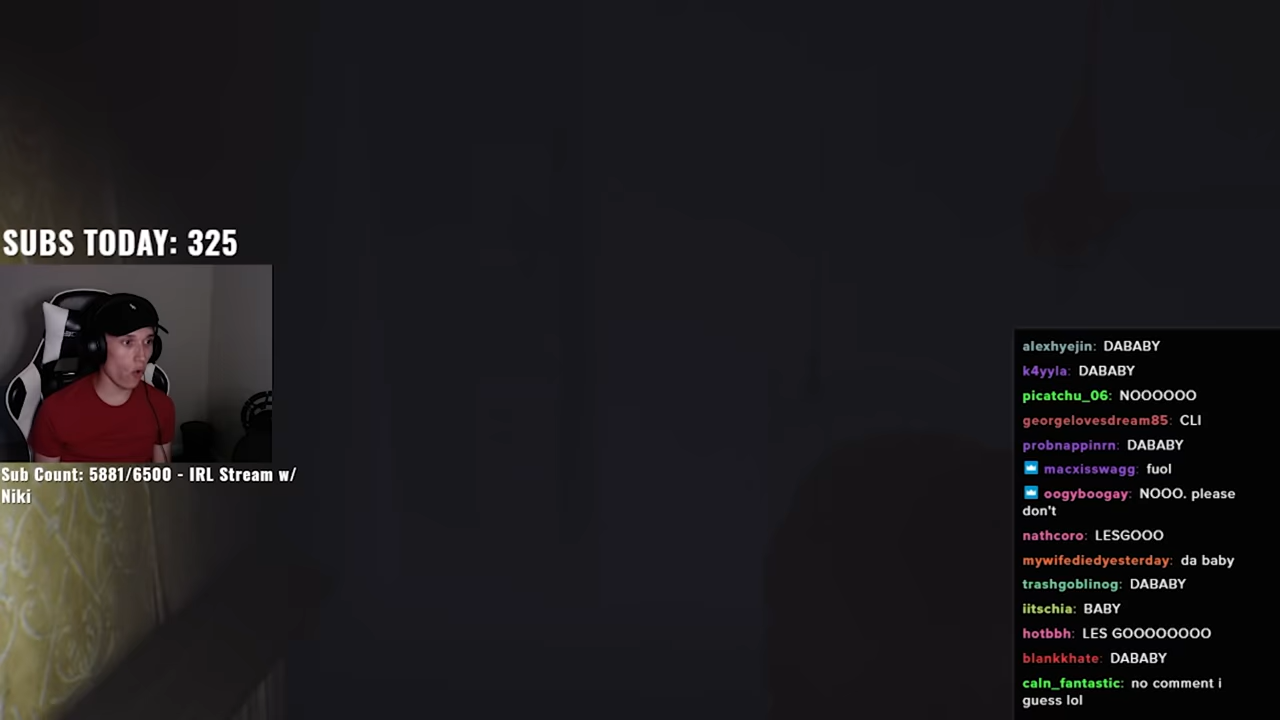 SUBS TODAY: 325
Sub Count: 5881/6500 - IRL Stream w/
Niki
alexhyejin: DABABY
k4yyla: DABABY
picatchu_06: NOOOOOO
georgelovesdream85: CLI
probnappinrn: DABABY
macxisswagg: fuol
oogyboogay: NOOO. please
don't
nathcoro: LESGOOO
mywifediedyesterday: da baby
trashgoblinog: DABABY
iitschia: BABY
hotbbh: LES GOOOOOOOO
blankkhate: DABABY
caln_fantastic: no comment i
guess lol